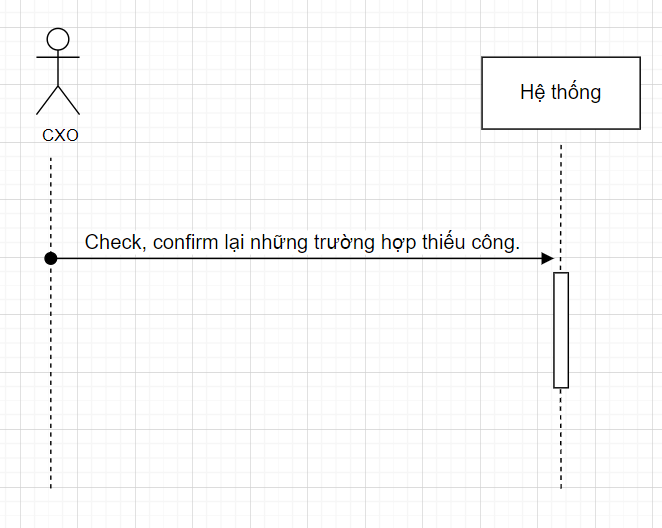 Hệ thống
CXO
Check, confirm lại những trường hợp thiếu công.